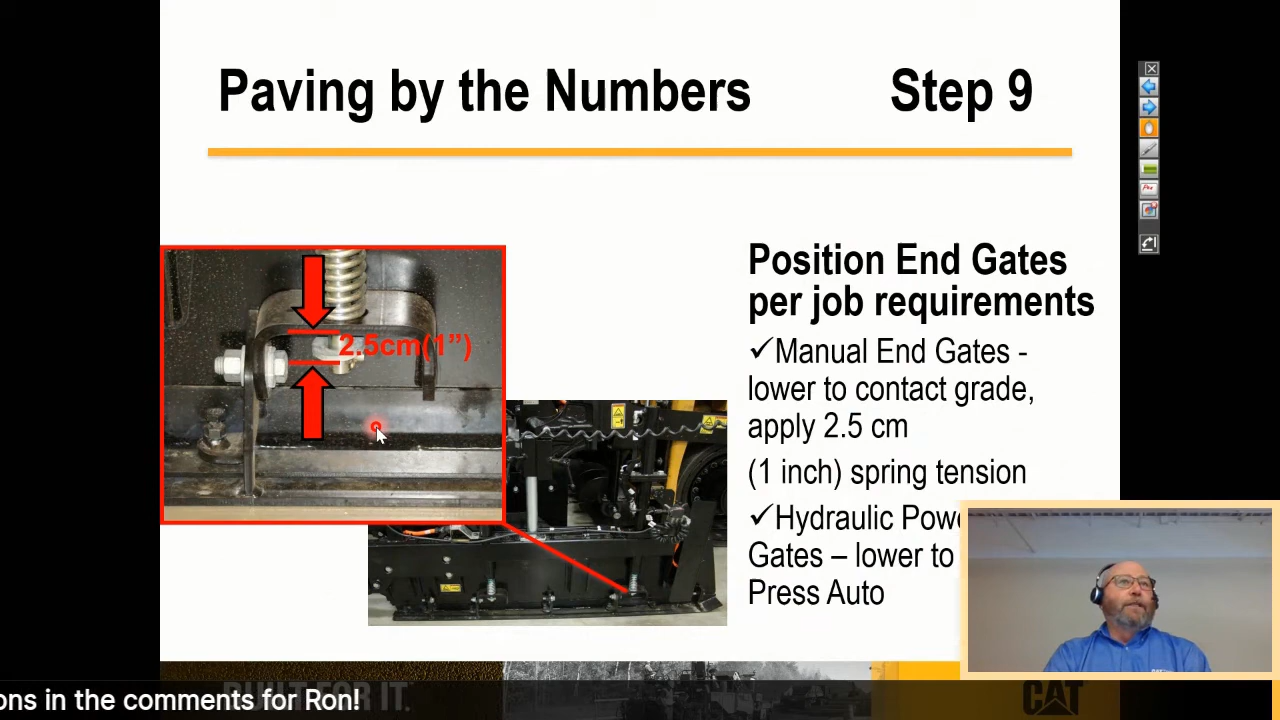 Paving by the Numbers Step 9
Position End Gates
per job requirements
✓Manual End Gates -
lower to contact grade,
apply 2.5 cm
(1 inch) spring tension
✓Hydraulic Powe
Gates – lower to
Press Auto
2.5cm(1”)
ons in the comments for Ron!
CAT